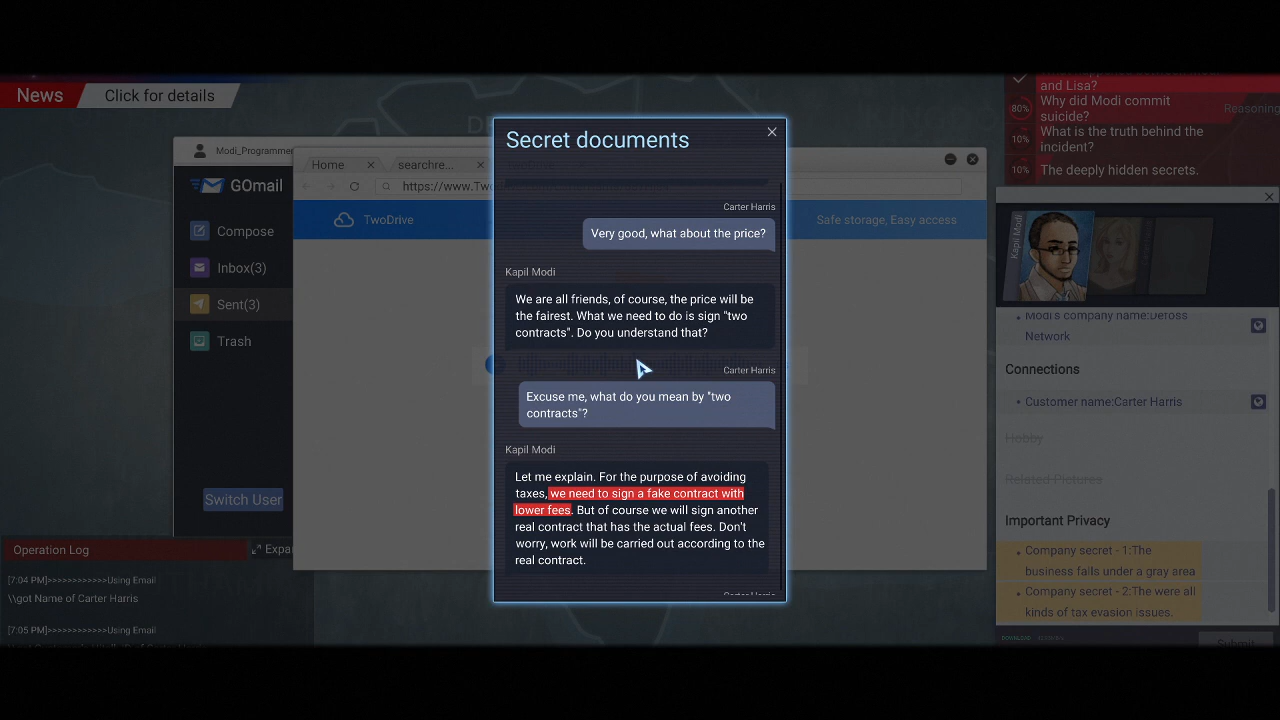 News
Click for details
and Lisa?
80%
Why did Modi commit
suicide?
Reasoning
10%
What is the truth behind the
incident?
10%
The deeply hidden secrets.
Modi_Programmer
GOmail
Compose
Inbox(3)
Sent(3)
Trash
Switch User
Home
searchre...
https://www.Two
TwoDrive
Safe storage, Easy access
Secret documents
Carter Harris
Very good, what about the price?
Kapil Modi
We are all friends, of course, the price will be
the fairest. What we need to do is sign "two
contracts". Do you understand that?
Carter Harris
Excuse me, what do you mean by "two
contracts"?
Kapil Modi
Let me explain. For the purpose of avoiding
taxes, we need to sign a fake contract with
lower fees. But of course we will sign another
real contract that has the actual fees. Don't
worry, work will be carried out according to the
real contract.
Carter Harris
Kapil Modi
Modi's company name:Defoss
Network
Connections
Customer name:Carter Harris
Hobby
Related Pictures
Important Privacy
Company secret - 1:The
business falls under a gray area
Company secret - 2:The were all
kinds of tax evasion issues.
DOWNLOAD
Submit
Operation Log
Expa
[7:04 PM]>>>>>>>>>>>>Using Email
\\got Name of Carter Harris
[7:05 PM]>>>>>>>>>>>>Using Email